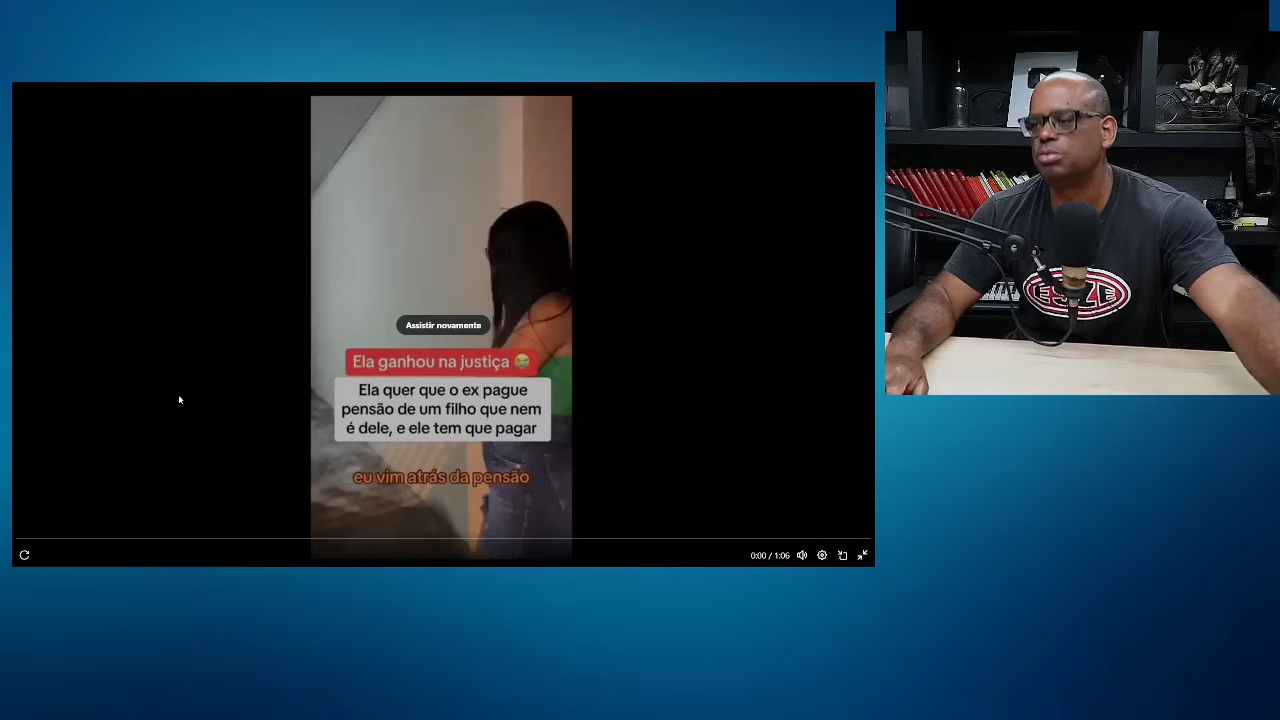 Assistir novamente
Ela ganhou na justiça 😭
Ela quer que o ex pague
pensão de um filho que nem
é dele, e ele tem que pagar
eu vim atrás da pensão
0:00 / 1:06